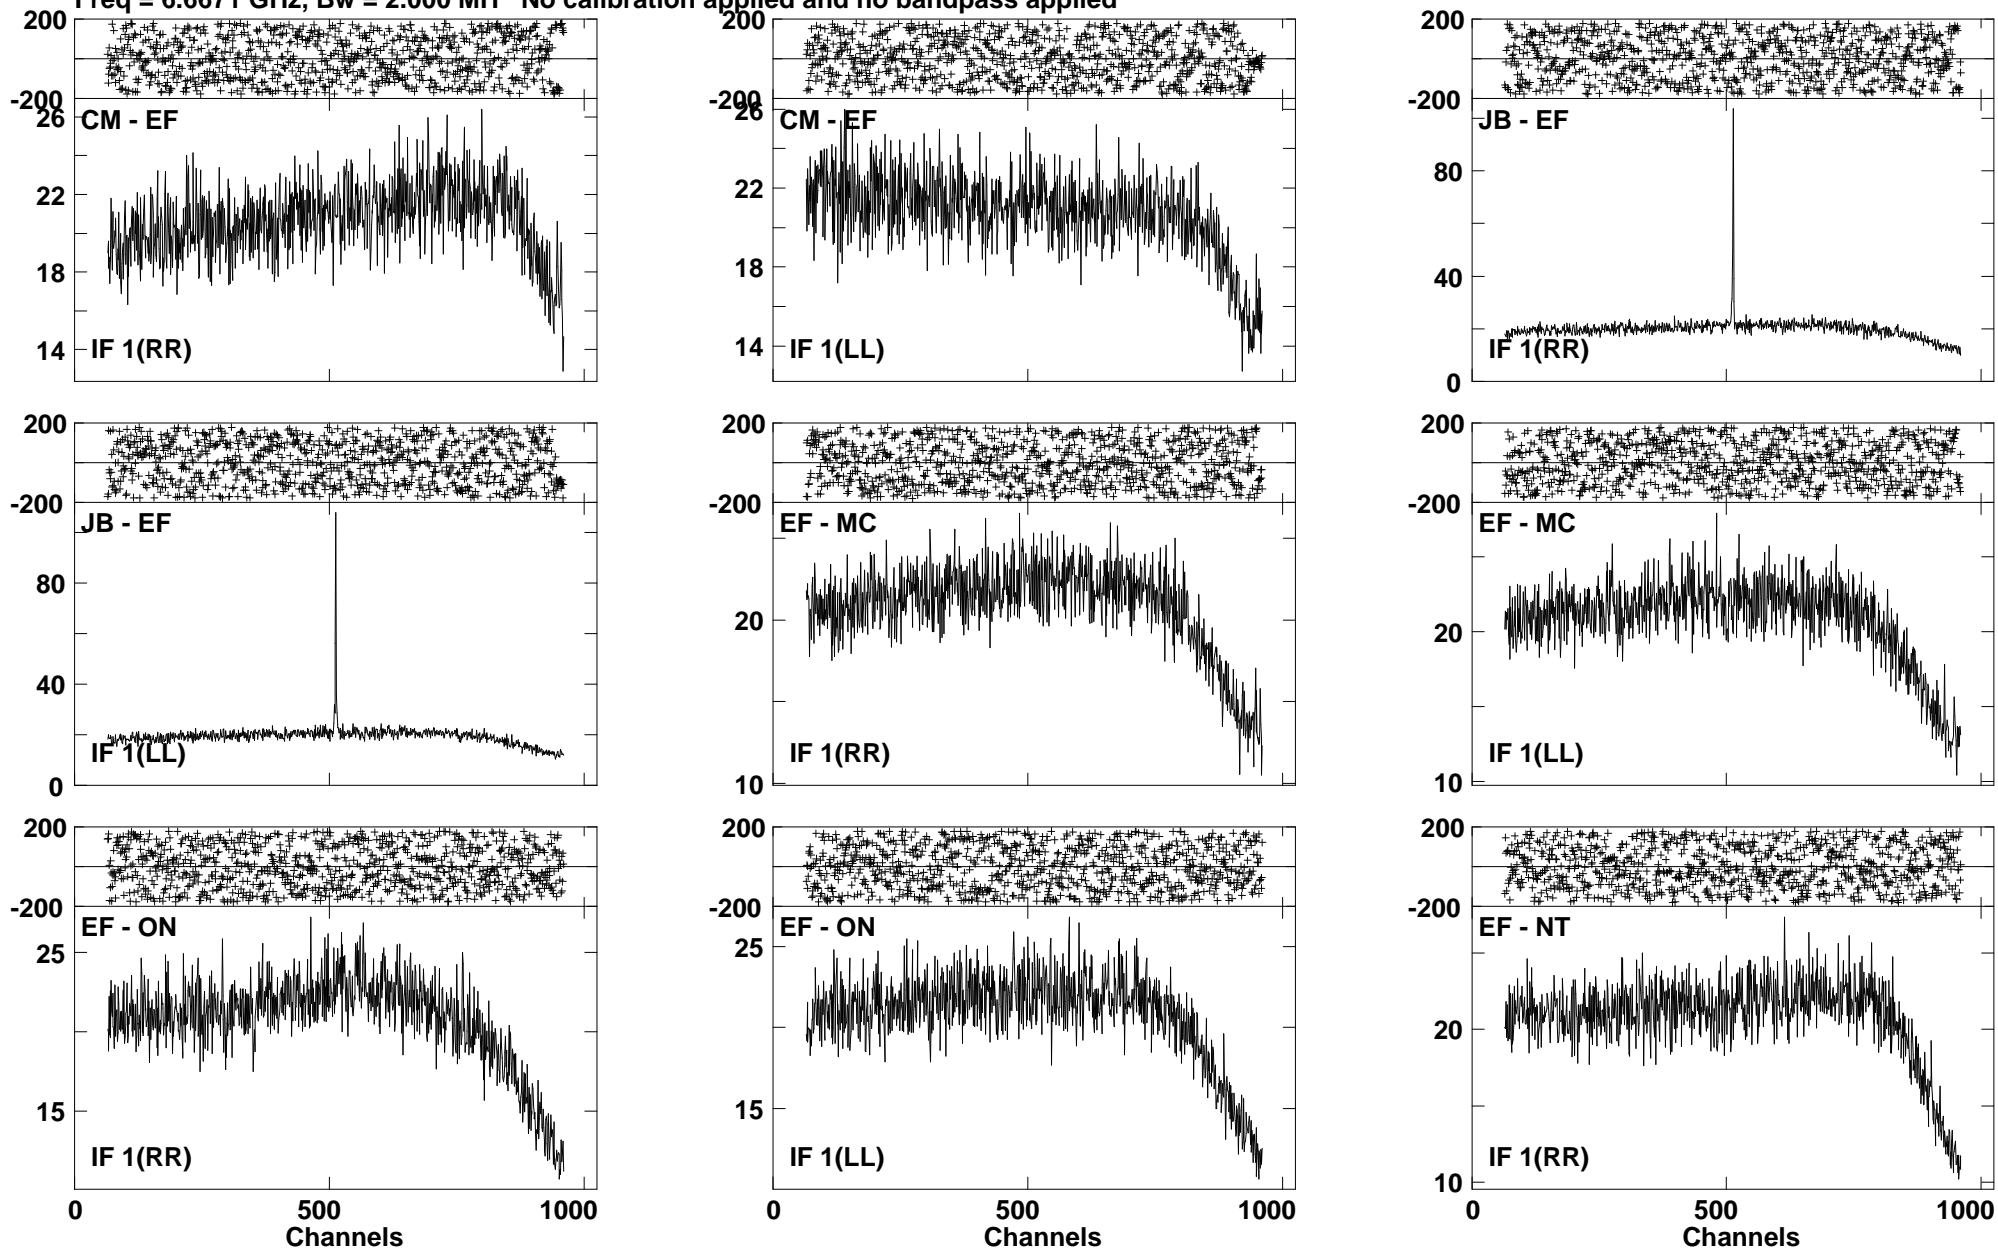 Freq = 6.6671 GHz, Bw = 2.000 MH No calibration applied and no bandpass applied
200
-200
26
22
18
14
CM - EF
IF 1(RR)
-200
26
22
18
14
CM - EF
IF 1(LL)
200
-200
80
40
0
JB - EF
IF 1(RR)
200
-200
80
40
0
JB - EF
IF 1(LL)
200
-200
20
10
EF - MC
IF 1(RR)
200
-200
20
10
EF - MC
IF 1(LL)
200
-200
25
15
EF - ON
IF 1(RR)
0 500 1000
Channels
200
-200
25
15
EF - ON
IF 1(LL)
0 500 1000
Channels
200
-200
20
10
EF - NT
IF 1(RR)
0 500 1000
Channels